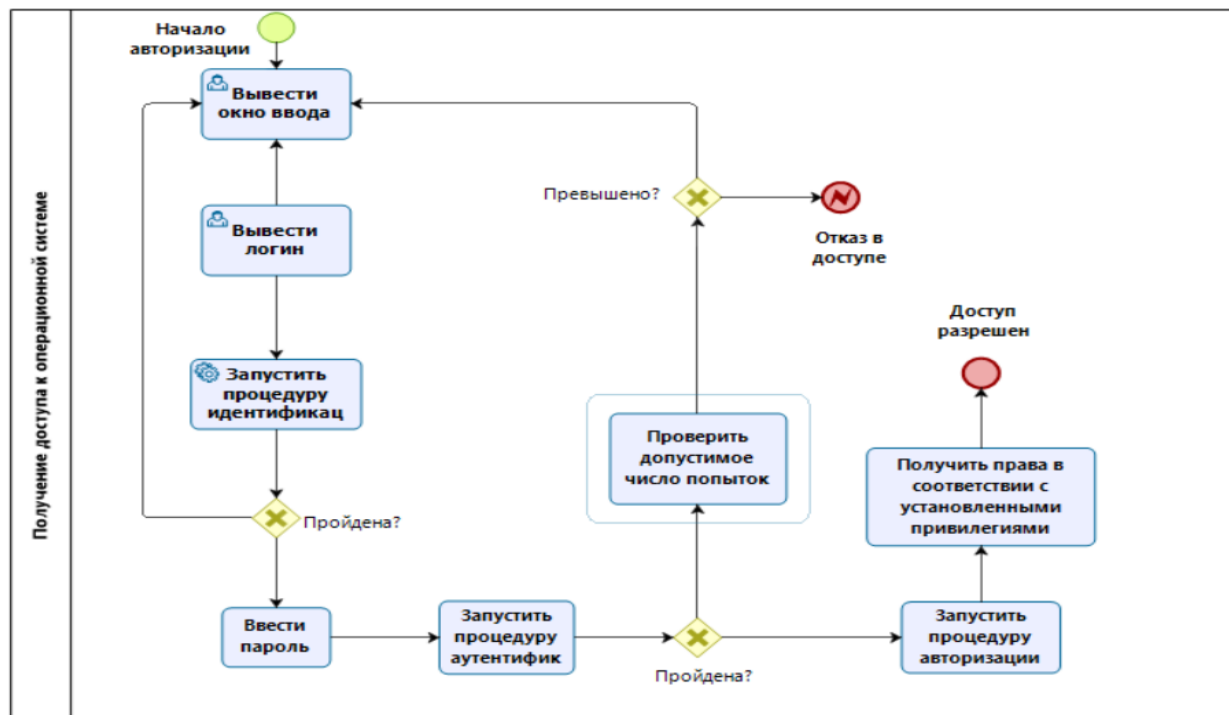 Получение доступа к операционной системе
Начало
авторизации
Вывести
окно ввода
Вывести
логин
Запустить
процедуру
идентификац
Пройдена?
Ввести
пароль
Запустить
процедуру
аутентифик
Пройдена?
Проверить
допустимое
число попыток
Превышено?
Отказ в
доступе
Запустить
процедуру
авторизации
Получить права в
соответствии с
установленными
привилегиями
Доступ
разрешен